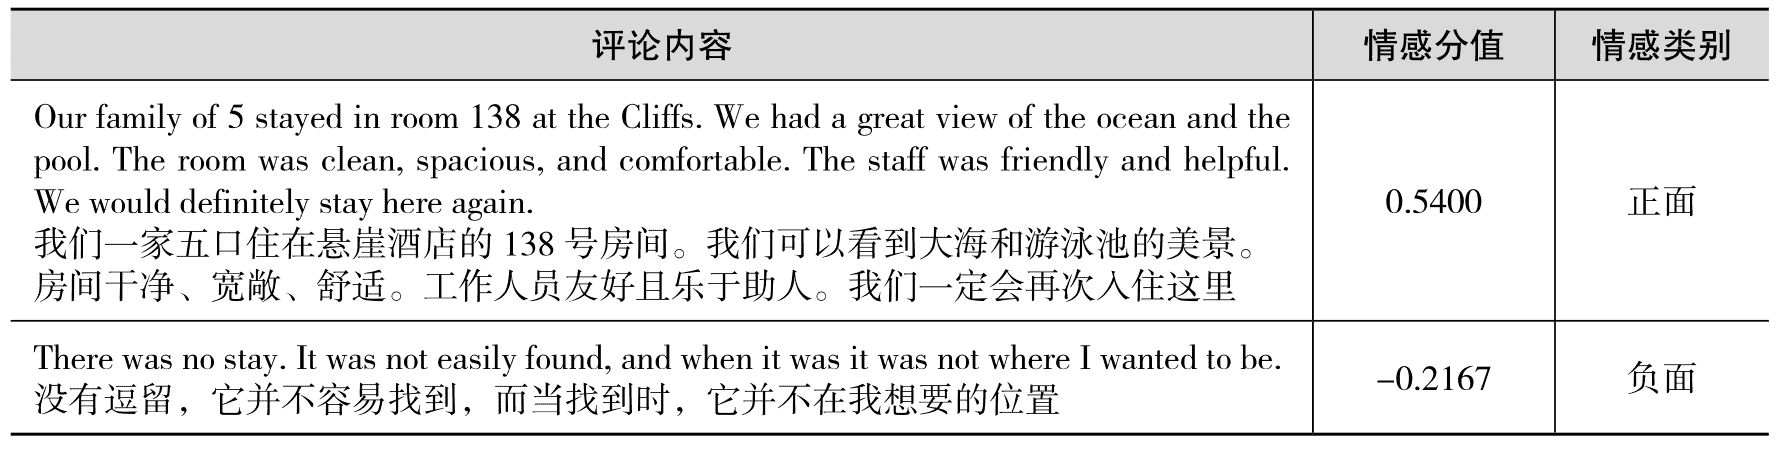 评论内容 情感分值 情感类别
Our family of 5 stayed in room 138 at the Cliffs. We had a great view of the ocean and the
pool. The room was clean, spacious, and comfortable. The staff was friendly and helpful.
We would definitely stay here again.
我们一家五口住在悬崖酒店的 138 号房间。我们可以看到大海和游泳池的美景。
房间干净、宽敞、舒适。工作人员友好且乐于助人。我们一定会再次入住这里
0.5400 正面
There was no stay. It was not easily found, and when it was it was not where I wanted to be.
没有逗留，它并不容易找到，而当找到时，它并不在我想要的位置
-0.2167 负面